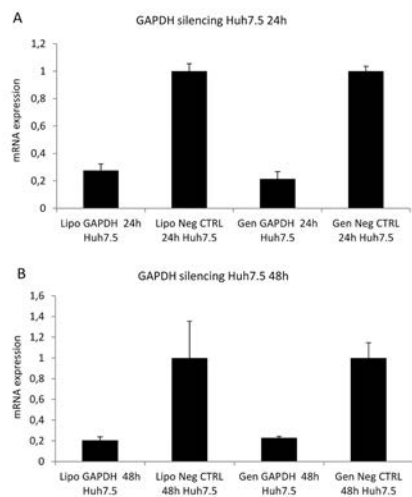 A
GAPDH silencing Huh7.5 24h
mRNA expression
1,2
1
0,8
0,6
0,4
0,2
0
Lipo GAPDH 24h
Huh7.5
Lipo Neg CTRL
24h Huh7.5
Gen GAPDH 24h
Huh7.5
Gen Neg CTRL
24h Huh7.5
B
GAPDH silencing Huh7.5 48h
mRNA expression
1,6
1,4
1,2
1
0,8
0,6
0,4
0,2
0
Lipo GAPDH 48h
Huh7.5
Lipo Neg CTRL
48h Huh7.5
Gen GAPDH 48h
Huh7.5
Gen Neg CTRL
48h Huh7.5